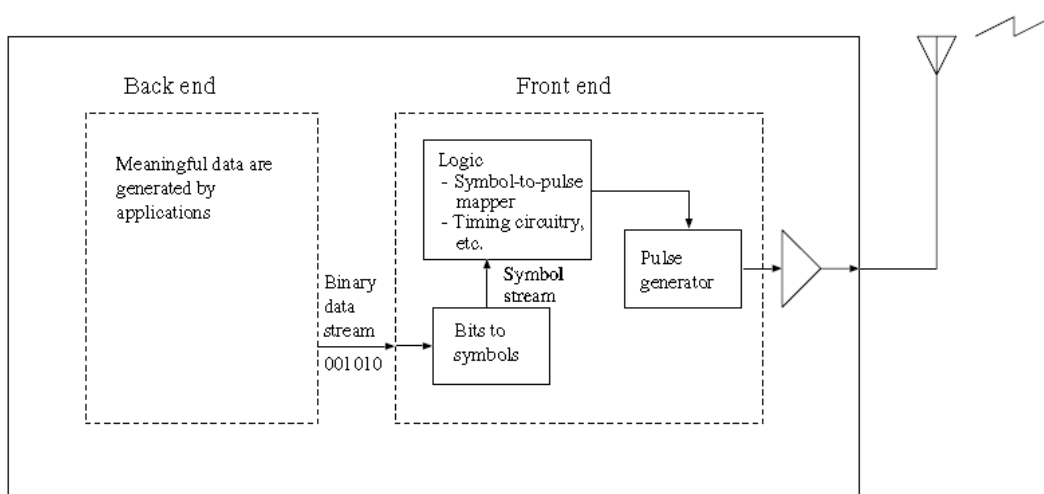 Back end
Front end
Meaningful data are
generated by
applications
Binary
data
stream
001010
Logic
- Symbol-to-pulse
mapper
- Timing circuitry,
etc.
Symbol
stream
Bits to
symbols
Pulse
generator